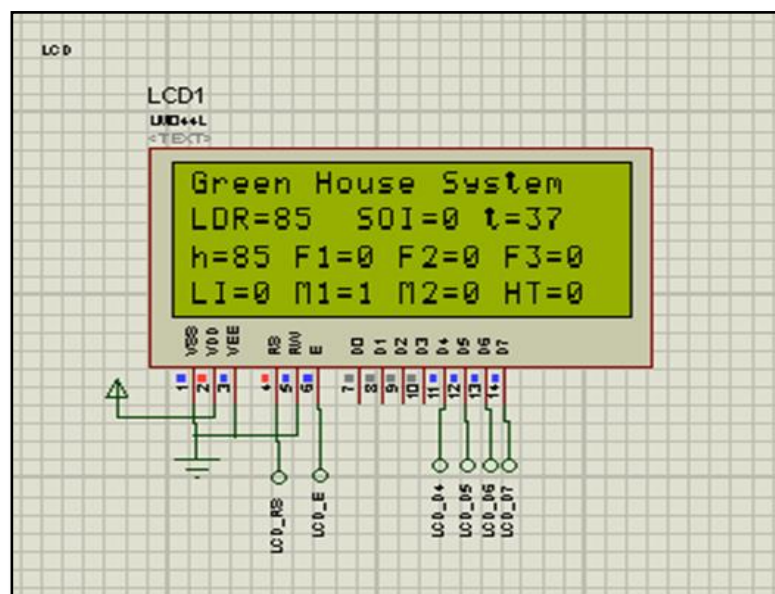 LCD
LCD1
LM044L
<TEXT>
Green House System
LDR=85 SOI=0 t=37
h=85 F1=0 F2=0 F3=0
LI=0 M1=1 M2=0 HT=0
VSS VDD VEE RS RW E D0 D1 D2 D3 D4 D5 D6 D7
1 2 3 4 5 6 7 8 9 10 11 12 13 14
LCD_RS LCD_E LCD_D4 LCD_D5 LCD_D6 LCD_D7